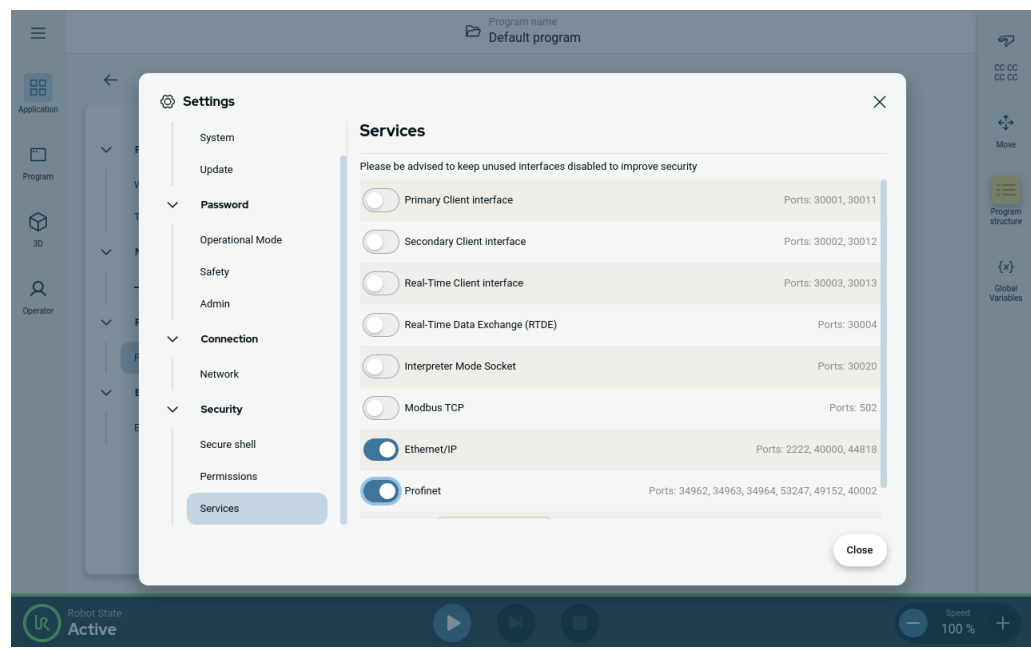 Program name
Default program
Application
Program
3D
Operator
CC CC
CC CC
Move
Program
structure
{x}
Global
Variables
Settings
System
Update
Password
Operational Mode
Safety
Admin
Connection
Network
Security
Secure shell
Permissions
Services
Services
Please be advised to keep unused interfaces disabled to improve security
Primary Client interface Ports: 30001, 30011
Secondary Client interface Ports: 30002, 30012
Real-Time Client interface Ports: 30003, 30013
Real-Time Data Exchange (RTDE) Ports: 30004
Interpreter Mode Socket Ports: 30020
Modbus TCP Ports: 502
Ethernet/IP Ports: 2222, 40000, 44818
Profinet Ports: 34962, 34963, 34964, 53247, 49152, 40002
Close
UR
Robot State
Active
Speed
100 %